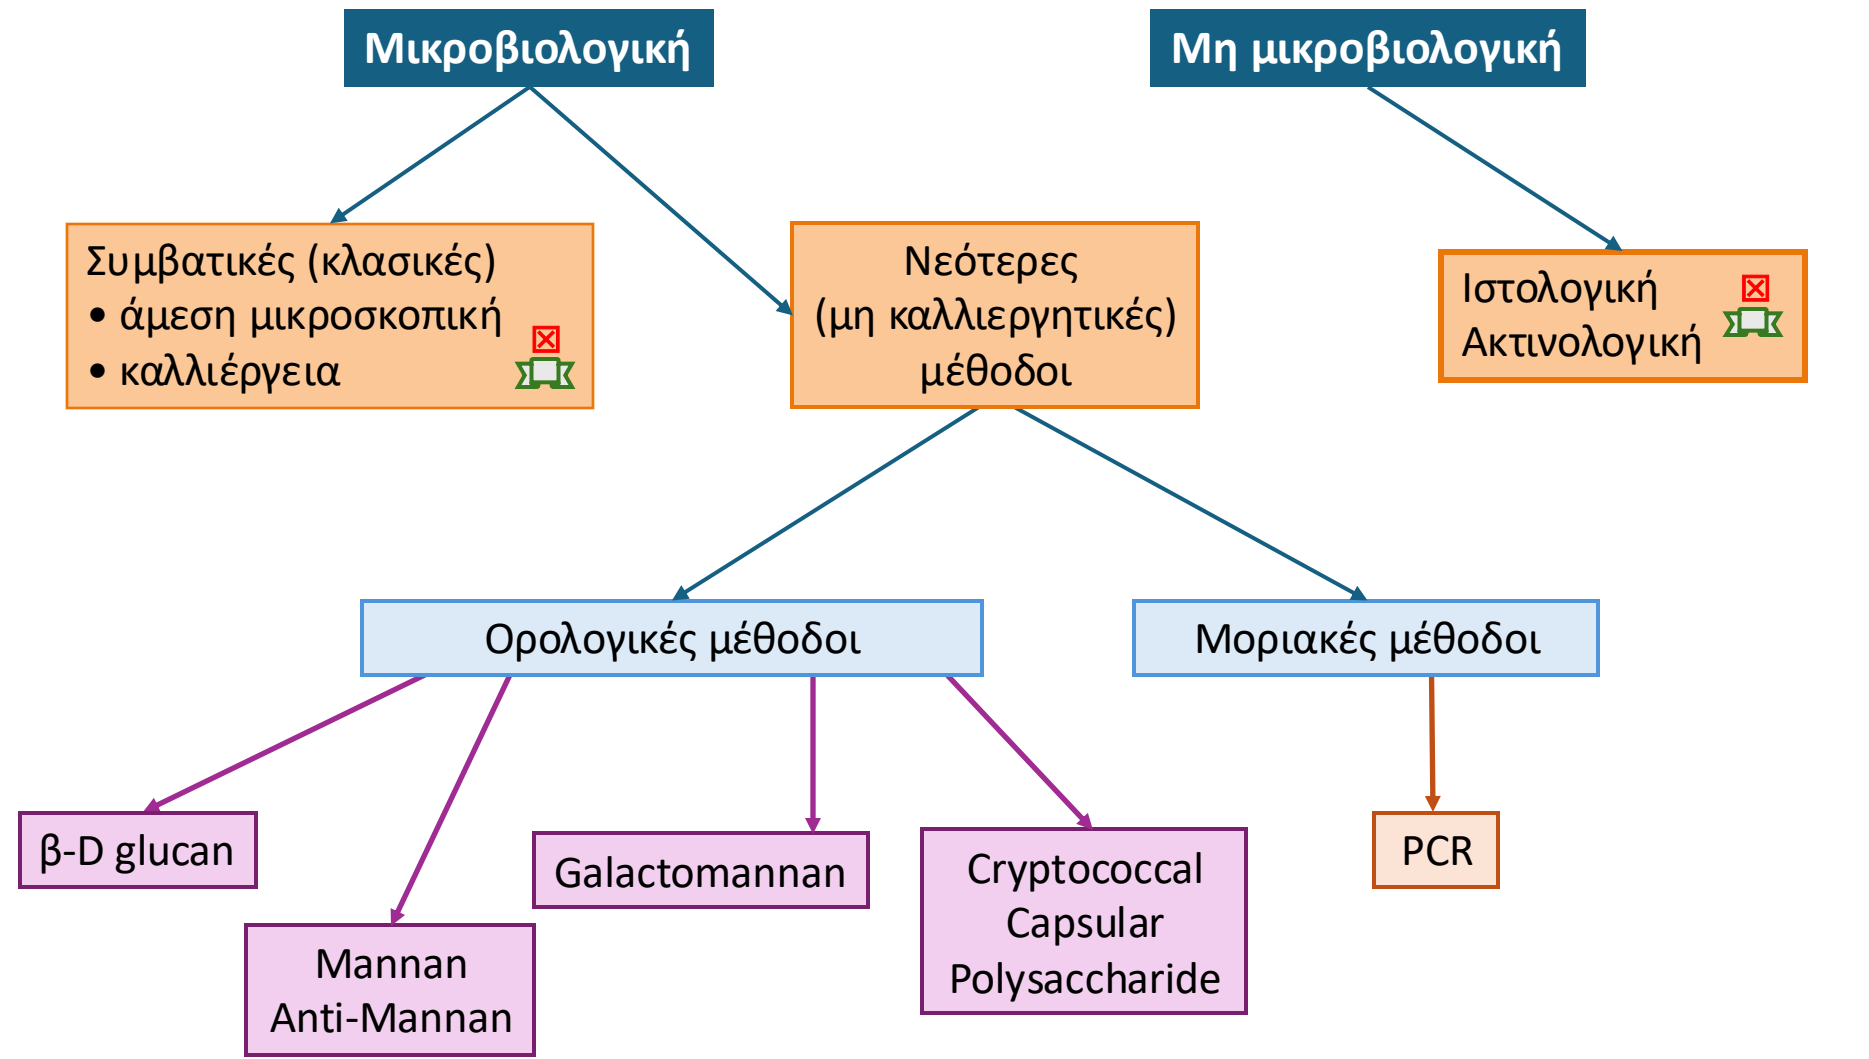 Μικροβιολογική
Μη μικροβιολογική
Συμβατικές (κλασικές)
• άμεση μικροσκοπική
• καλλιέργεια
Νεότερες
(μη καλλιεργητικές)
μέθοδοι
Ιστολογική
Ακτινολογική
Ορολογικές μέθοδοι
Μοριακές μέθοδοι
β-D glucan
Mannan
Anti-Mannan
Galactomannan
Cryptococcal
Capsular
Polysaccharide
PCR